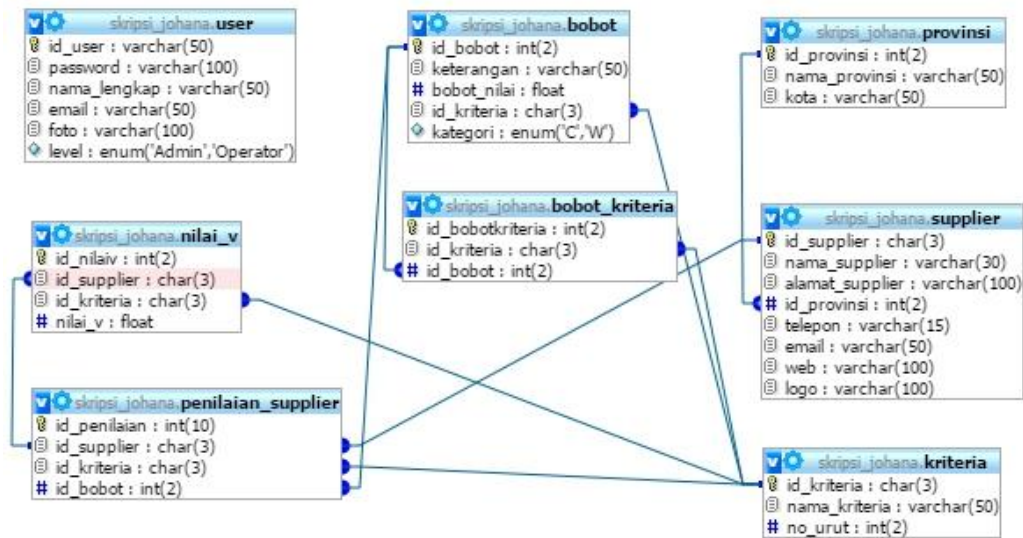 skripsi_johana.user
id_user : varchar(50)
password : varchar(100)
nama_lengkap : varchar(50)
email : varchar(50)
foto : varchar(100)
level : enum('Admin','Operator')
skripsi_johana.bobot
id_bobot : int(2)
keterangan : varchar(50)
# bobot_nilai : float
id_kriteria : char(3)
kategori : enum('C','W')
skripsi_johana.provinsi
id_provinsi : int(2)
nama_provinsi : varchar(50)
kota : varchar(50)
skripsi_johana.nilai_v
id_nilaiv : int(2)
id_supplier : char(3)
id_kriteria : char(3)
# nilai_v : float
skripsi_johana.bobot_kriteria
id_bobotkriteria : int(2)
id_kriteria : char(3)
# id_bobot : int(2)
skripsi_johana.supplier
id_supplier : char(3)
nama_supplier : varchar(30)
alamat_supplier : varchar(100)
# id_provinsi : int(2)
telepon : varchar(15)
email : varchar(50)
web : varchar(100)
logo : varchar(100)
skripsi_johana.penilaian_supplier
id_penilaian : int(10)
id_supplier : char(3)
id_kriteria : char(3)
# id_bobot : int(2)
skripsi_johana.kriteria
id_kriteria : char(3)
nama_kriteria : varchar(50)
# no_urut : int(2)